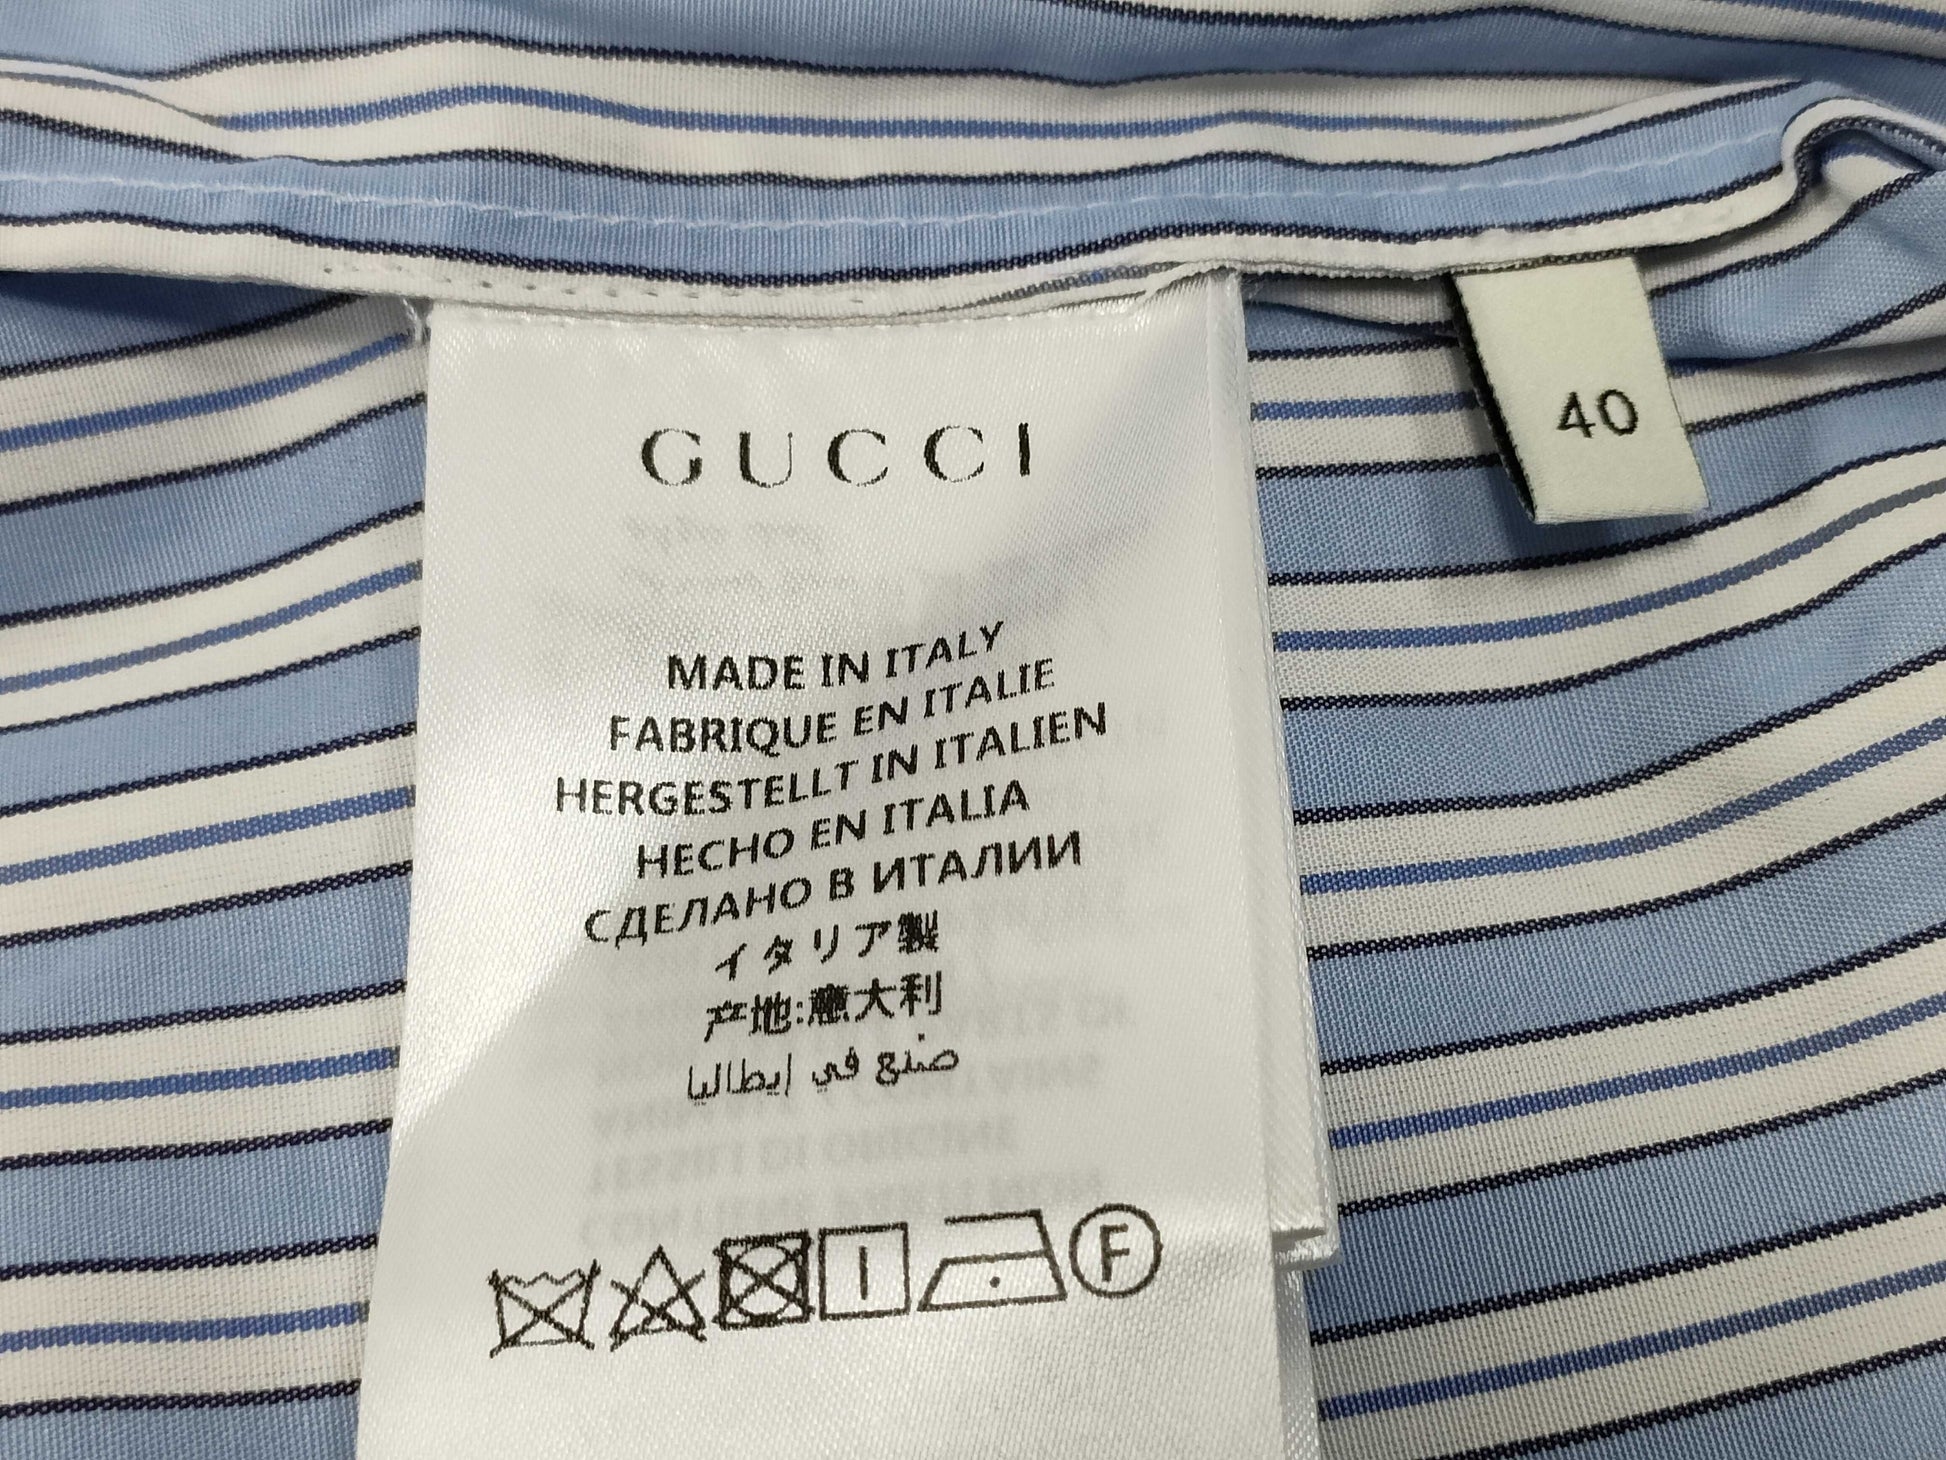 GUCCI
40
MADE IN ITALY
FABRIQUE EN ITALIE
HERGESTELLT IN ITALIEN
HECHO EN ITALIA
СДЕЛАНО В ИТАЛИИ
イタリア製
产地:意大利
صنع في إيطاليا
F